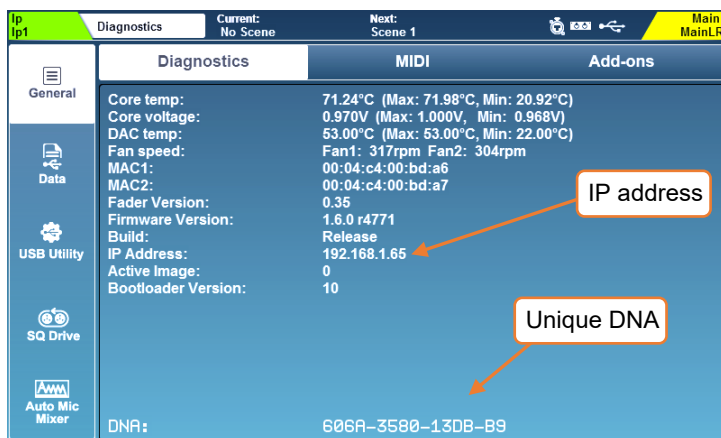 Ip
Ip1
Diagnostics
Current:
No Scene
Next:
Scene 1
Main
MainLR
General
Data
USB Utility
SQ Drive
Auto Mic
Mixer
Diagnostics
MIDI
Add-ons
Core temp: 71.24°C (Max: 71.98°C, Min: 20.92°C)
Core voltage: 0.970V (Max: 1.000V, Min: 0.968V)
DAC temp: 53.00°C (Max: 53.00°C, Min: 22.00°C)
Fan speed: Fan1: 317rpm Fan2: 304rpm
MAC1: 00:04:c4:00:bd:a6
MAC2: 00:04:c4:00:bd:a7
Fader Version: 0.35
Firmware Version: 1.6.0 r4771
Build: Release
IP Address: 192.168.1.65
Active Image: 0
Bootloader Version: 10
IP address
Unique DNA
DNA: 606A-3580-13DB-B9